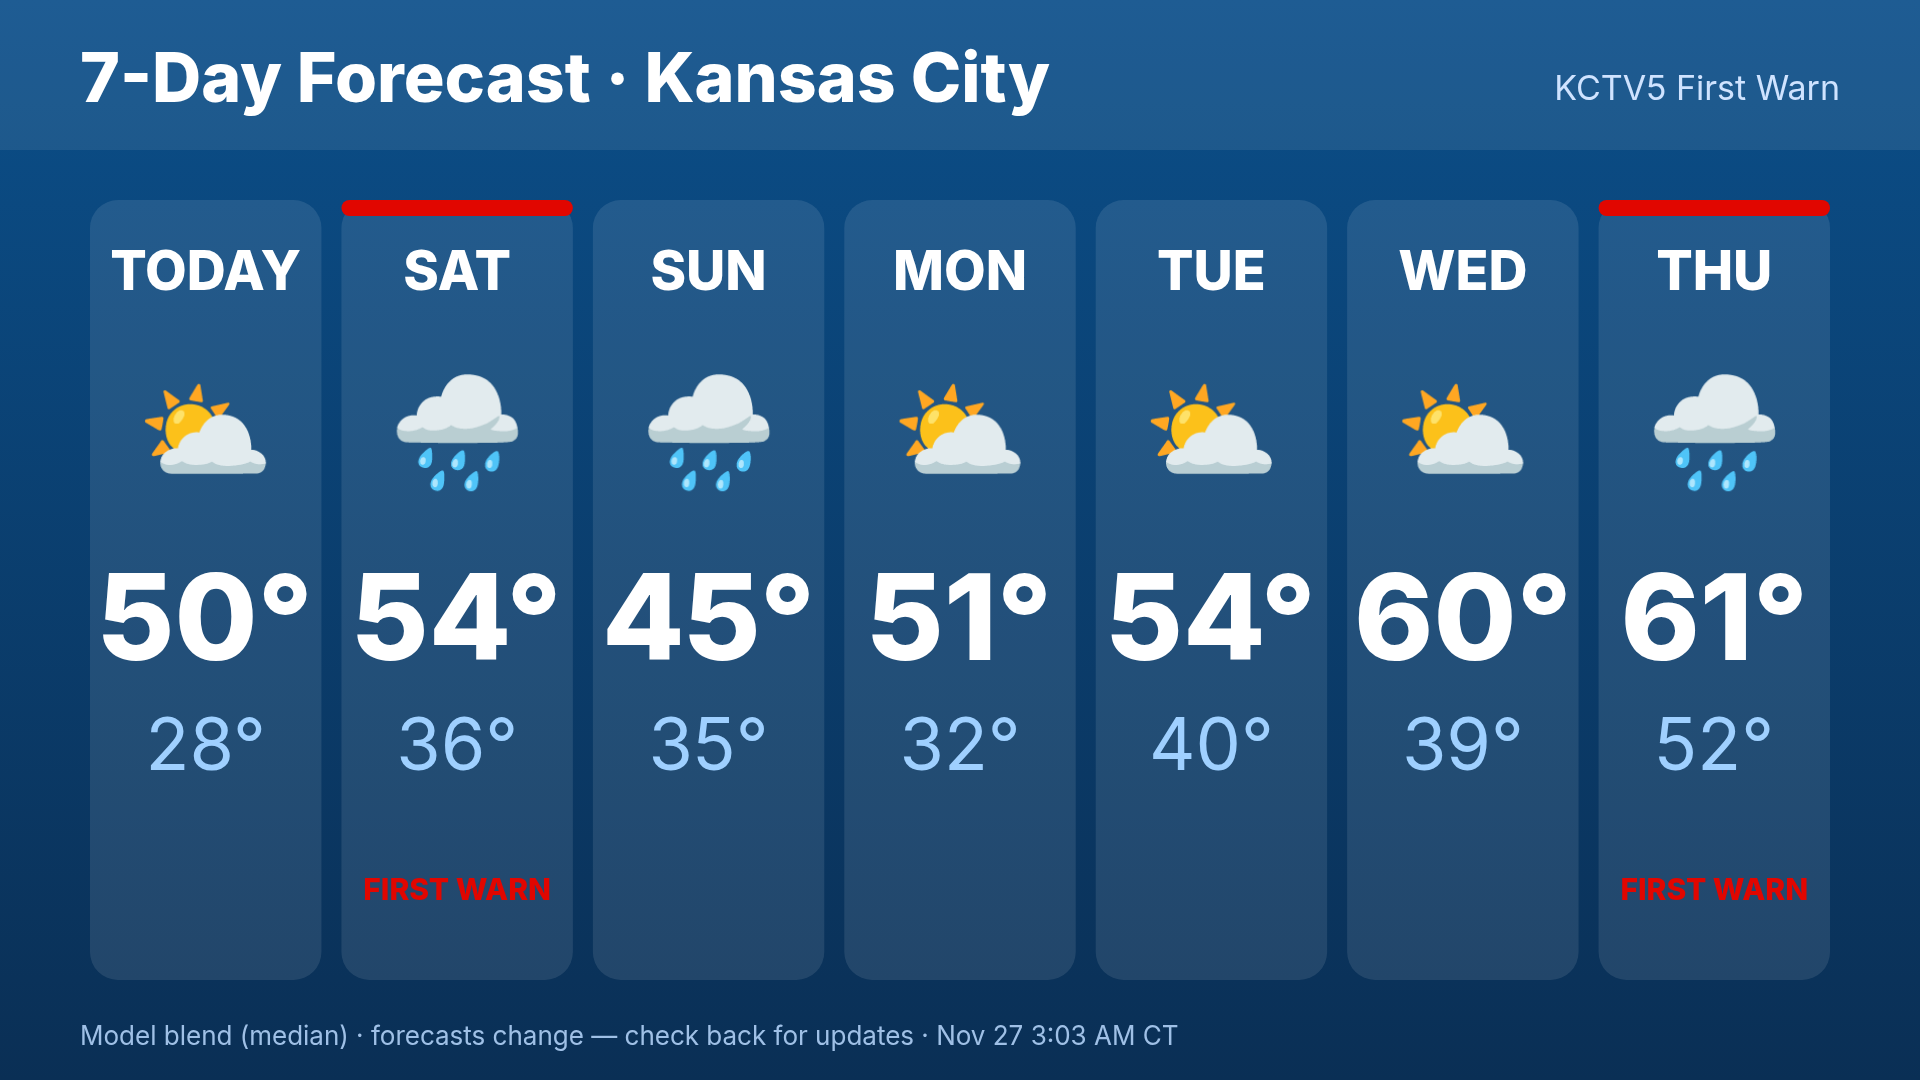 7-Day Forecast · Kansas City
KCTV5 First Warn
TODAY SAT SUN MON TUE WED THU
50° 54° 45° 51° 54° 60° 61°
28° 36° 35° 32° 40° 39° 52°
FIRST WARN FIRST WARN
Model blend (median) · forecasts change — check back for updates · Nov 27 3:03 AM CT